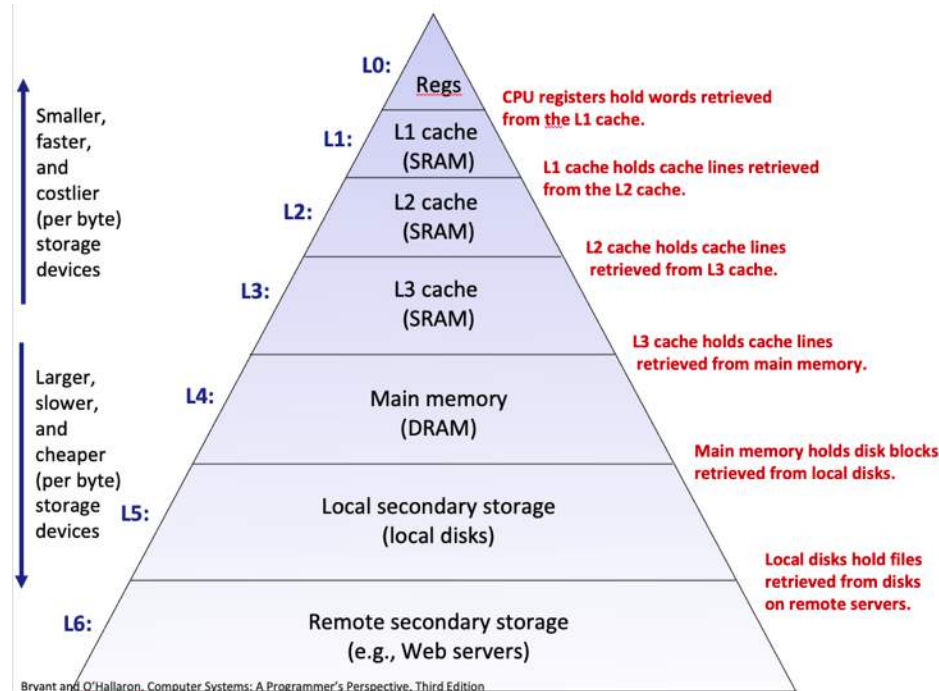 L0:
Regs
CPU registers hold words retrieved
from the L1 cache.
Smaller,
faster,
and
costlier
(per byte)
storage
devices
L1:
L1 cache
(SRAM)
L1 cache holds cache lines retrieved
from the L2 cache.
L2:
L2 cache
(SRAM)
L2 cache holds cache lines
retrieved from L3 cache.
L3:
L3 cache
(SRAM)
L3 cache holds cache lines
retrieved from main memory.
Larger,
slower,
and
cheaper
(per byte)
storage
devices
L4:
Main memory
(DRAM)
Main memory holds disk blocks
retrieved from local disks.
L5:
Local secondary storage
(local disks)
Local disks hold files
retrieved from disks
on remote servers.
L6:
Remote secondary storage
(e.g., Web servers)
Bryant and O'Hallaron, Computer Systems: A Programmer's Perspective, Third Edition